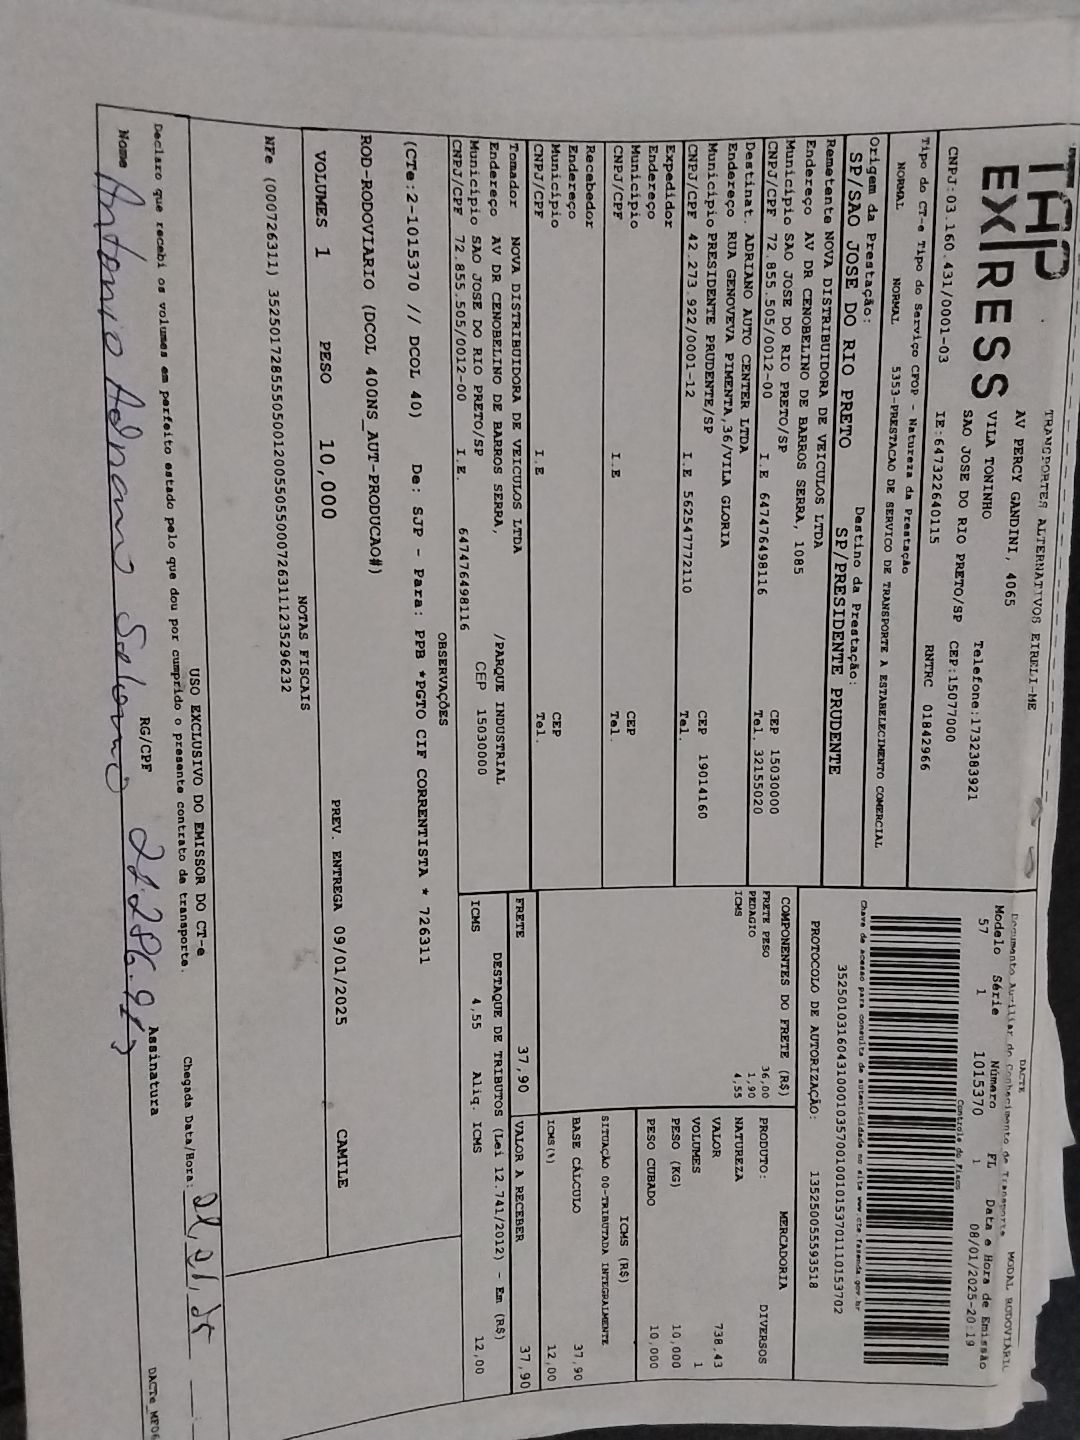 TAP
EXPRESS
TRANSPORTES ALTERNATIVOS EIRELI-ME
AV PERCY GANDINI, 4065
VILA TONINHO Telefone:1732383921
SAO JOSE DO RIO PRETO/SP CEP:15077000
CNPJ:03.160.431/0001-03 IE:647322640115 RNTRC 01842966
Tipo do CT-e Tipo do Serviço CFOP - Natureza da Prestação
NORMAL NORMAL 5353-PRESTACAO DE SERVICO DE TRANSPORTE A ESTABELECIMENTO COMERCIAL
Origem da Prestação: Destino da Prestação:
SP/SAO JOSE DO RIO PRETO SP/PRESIDENTE PRUDENTE
Remetente NOVA DISTRIBUIDORA DE VEICULOS LTDA
Endereço AV DR CENOBELINO DE BARROS SERRA, 1085
Município SAO JOSE DO RIO PRETO/SP CEP 15030000
CNPJ/CPF 72.855.505/0012-00 I.E 647476498116 Tel. 32155020
Destinat. ADRIANO AUTO CENTER LTDA
Endereço RUA GENOVEVA PIMENTA,36/VILA GLORIA
Município PRESIDENTE PRUDENTE/SP CEP 19014160
CNPJ/CPF 42.273.922/0001-12 I.E 562547772110 Tel.
Expedidor
Endereço
Município CEP
CNPJ/CPF I.E Tel.
Recebedor
Endereço
Município CEP
CNPJ/CPF I.E Tel.
Tomador NOVA DISTRIBUIDORA DE VEICULOS LTDA
Endereço AV DR CENOBELINO DE BARROS SERRA, /PARQUE INDUSTRIAL
Município SAO JOSE DO RIO PRETO/SP CEP 15030000
CNPJ/CPF 72.855.505/0012-00 I.E. 647476498116
DACTE MODAL RODOVIÁRIO
Documento Auxiliar do Conhecimento de Transporte
Modelo Série Número FL Data e Hora de Emissão
57 1 1015370 1 08/01/2025-20:19
Controle do Fisco
35250103160431000103570010010153701110153702
Chave de acesso para consulta de autenticidade no site www.cte.fazenda.gov.br
PROTOCOLO DE AUTORIZAÇÃO: 135250055593518
COMPONENTES DO FRETE (R$)
FRETE PESO 36,00
PEDAGIO 1,90
ICMS 4,55
MERCADORIA
PRODUTO: DIVERSOS
NATUREZA
VALOR 738,43
VOLUMES 1
PESO (KG) 10,000
PESO CUBADO 10,000
ICMS (R$)
SITUAÇÃO 00-TRIBUTADA INTEGRALMENTE
BASE CÁLCULO 37,90
ICMS(%) 12,00
FRETE 37,90 VALOR A RECEBER 37,90
DESTAQUE DE TRIBUTOS (Lei 12.741/2012) - Em (R$)
ICMS 4,55 Aliq. ICMS 12,00
OBSERVAÇÕES
(CTe:2-1015370 // DCOL 40) De: SJP - Para: PPB *PGTO CIF CORRENTISTA * 726311
ROD-RODOVIARIO (DCOL 400NS_AUT-PRODUCAO#)
VOLUMES 1 PESO 10,000 PREV. ENTREGA 09/01/2025 CAMILE
NOTAS FISCAIS
NFe (000726311) 35250172855505001200550550007263111235296232
USO EXCLUSIVO DO EMISSOR DO CT-e
Declaro que recebi os volumes em perfeito estado pelo que dou por cumprido o presente contrato de transporte. Chegada Data/Hora:
Nome Antonio Adriano RG/CPF Assinatura
DACTe_MF06